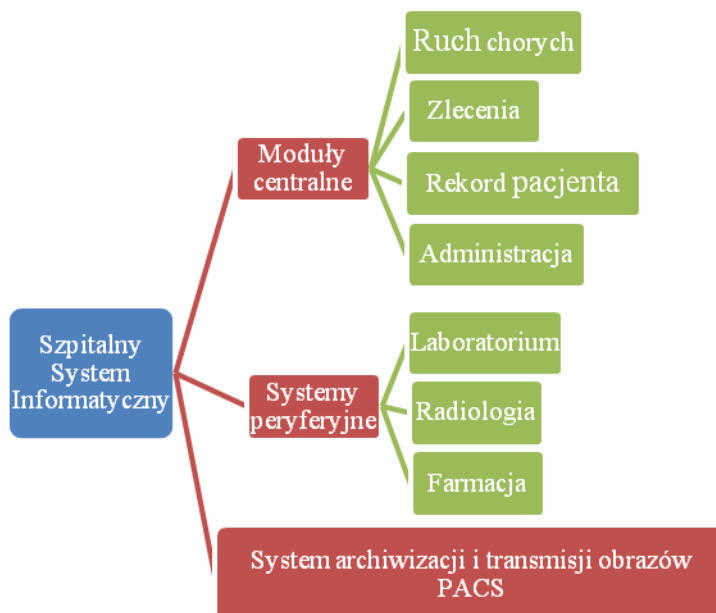 Szpitalny
System
Informatyczny
Moduły
centralne
Ruch chorych
Zlecenia
Rekord pacjenta
Administracja
Systemy
peryferyjne
Laboratorium
Radiologia
Farmacja
System archiwizacji i transmisji obrazów
PACS